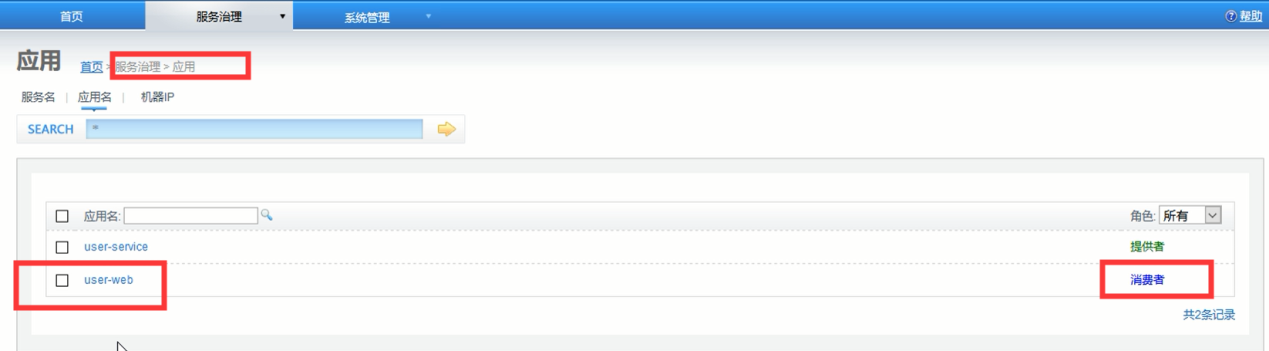 首页 服务治理 系统管理 帮助
应用 首页 > 服务治理 > 应用
服务名 | 应用名 | 机器IP
SEARCH *
应用名: 角色: 所有
user-service 提供者
user-web 消费者
共2条记录